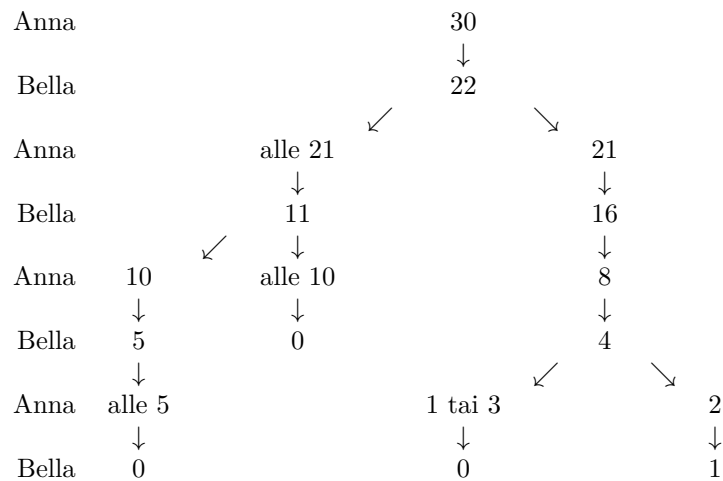 Anna 30
↓
Bella 22
↙ ↘
Anna alle 21 21
↓ ↓
Bella 11 16
↙ ↓ ↓
Anna 10 alle 10 8
↓ ↓ ↓
Bella 5 0 4
↓ ↙ ↘
Anna alle 5 1 tai 3 2
↓ ↓ ↓
Bella 0 0 1